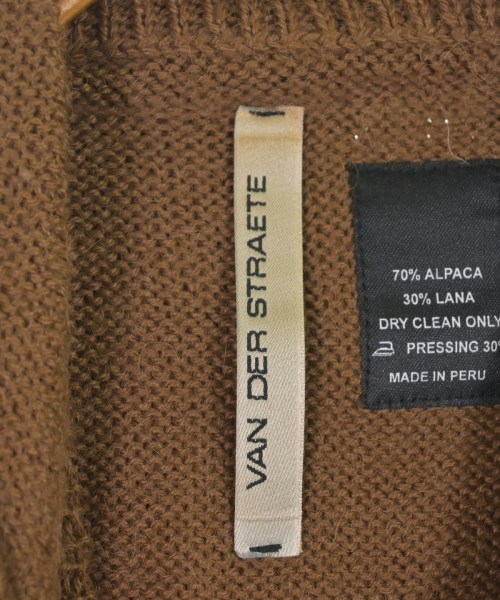 VAN DER STRAETE
70% ALPACA
30% LANA
DRY CLEAN ONLY
PRESSING 30°
MADE IN PERU